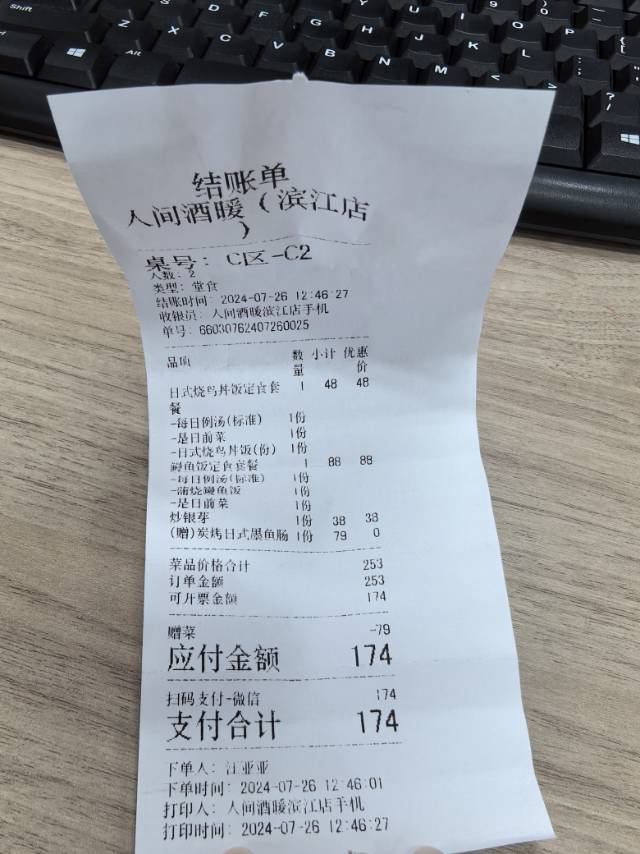 结账单
人间酒暖（滨江店
）
桌号：C区-C2
人数：2
类型：堂食
结账时间：2024-07-26 12:46:27
收银员：人间酒暖滨江店手机
单号：66030762407260025
品项 数量 小计 优惠价
日式烧鸟丼饭定食套餐 1 48 48
-每日例汤(标准) 1份
-是日前菜 1份
-日式烧鸟丼饭(份) 1份
鳗鱼饭定食套餐 1 88 88
-每日例汤(标准) 1份
-蒲烧鳗鱼饭 1份
-是日前菜 1份
炒银芽 1份 38 38
(赠)炭烤日式墨鱼肠 1份 79 0
菜品价格合计 253
订单金额 253
可开票金额 174
赠菜 -79
应付金额 174
扫码支付-微信 174
支付合计 174
下单人：江亚亚
下单时间：2024-07-26 12:46:01
打印人：人间酒暖滨江店手机
打印时间：2024-07-26 12:46:27